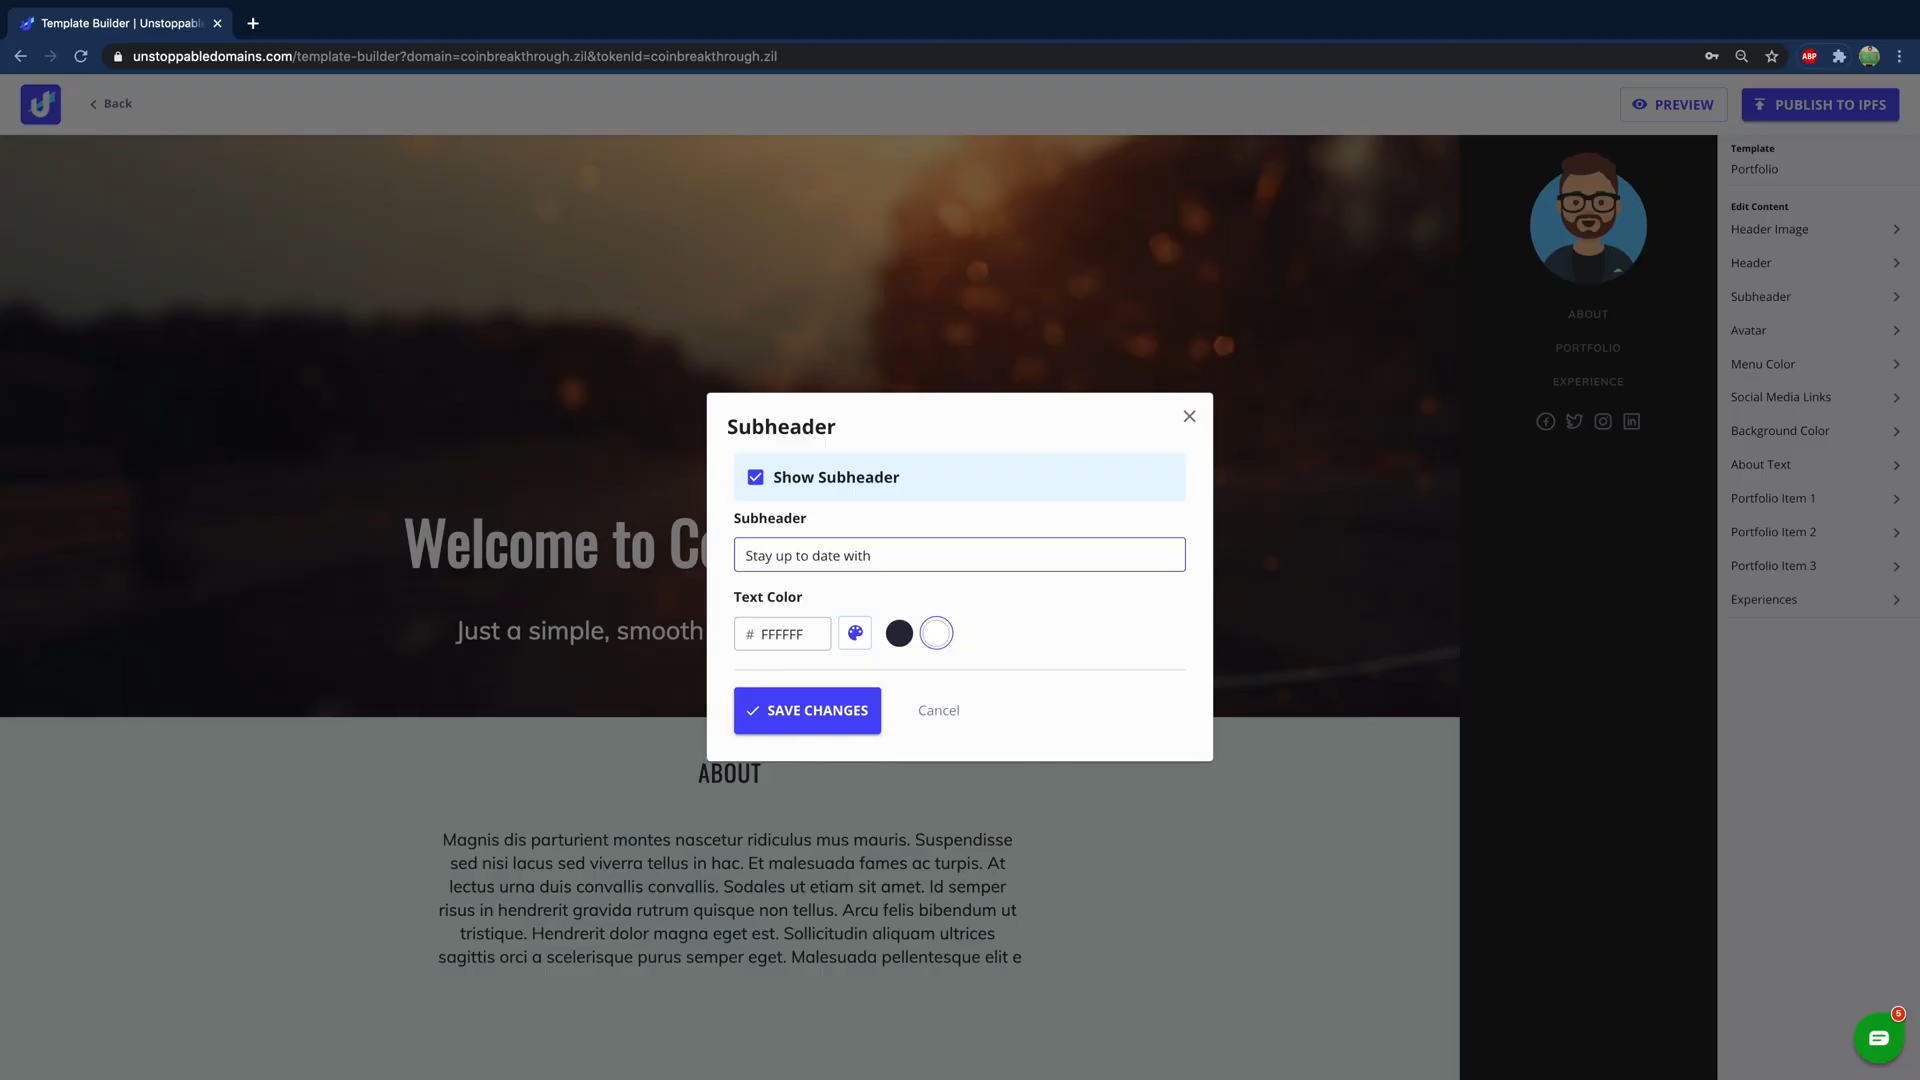 Template Builder | Unstoppabl
unstoppabledomains.com/template-builder?domain=coinbreakthrough.zil&tokenId=coinbreakthrough.zil
ABP
Back
PREVIEW
PUBLISH TO IPFS
Template
Portfolio
Edit Content
Header Image
Header
Subheader
Avatar
Menu Color
Social Media Links
Background Color
About Text
Portfolio Item 1
Portfolio Item 2
Portfolio Item 3
Experiences
ABOUT
PORTFOLIO
EXPERIENCE
Welcome to C
Just a simple, smooth
Subheader
Show Subheader
Subheader
Stay up to date with
Text Color
# FFFFFF
SAVE CHANGES
Cancel
ABOUT
Magnis dis parturient montes nascetur ridiculus mus mauris. Suspendisse
sed nisi lacus sed viverra tellus in hac. Et malesuada fames ac turpis. At
lectus urna duis convallis convallis. Sodales ut etiam sit amet. Id semper
risus in hendrerit gravida rutrum quisque non tellus. Arcu felis bibendum ut
tristique. Hendrerit dolor magna eget est. Sollicitudin aliquam ultrices
sagittis orci a scelerisque purus semper eget. Malesuada pellentesque elit e
5